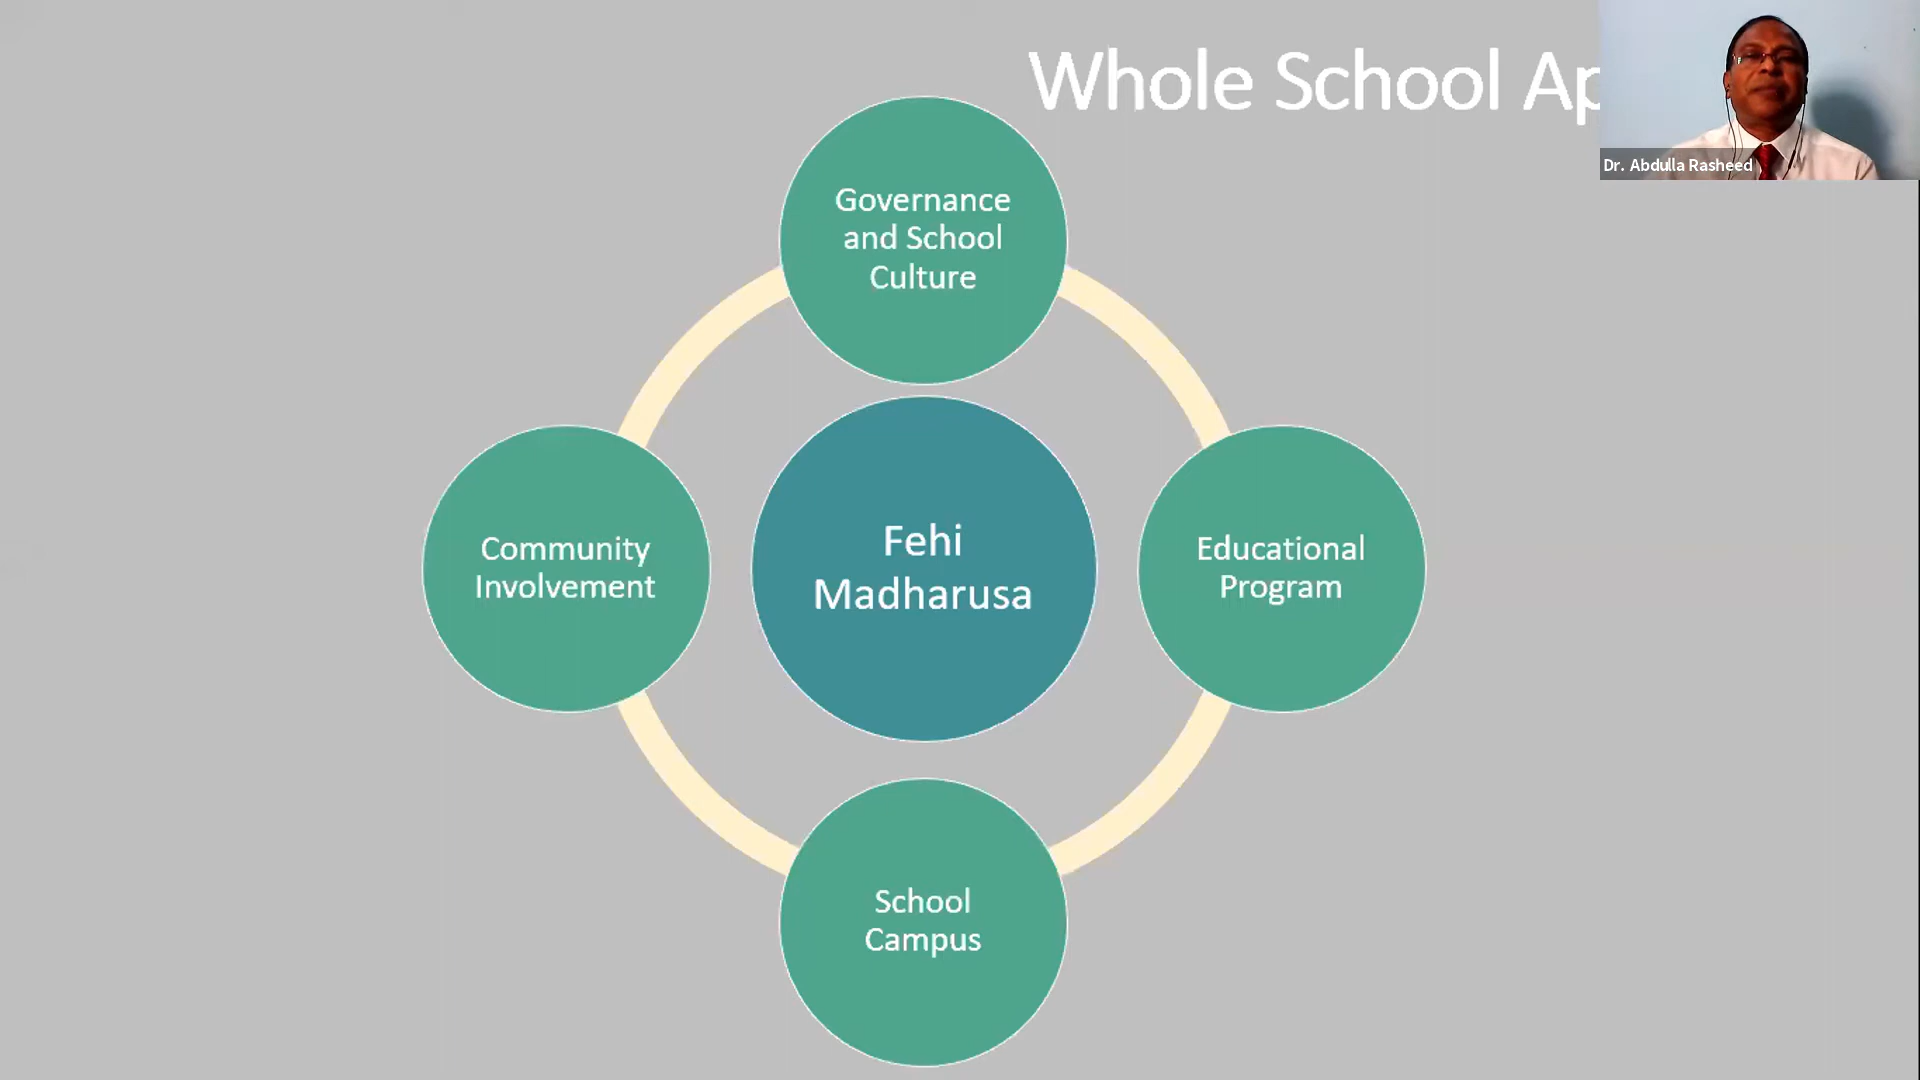 Whole School Ap
Dr. Abdulla Rasheed
Governance
and School
Culture
Community
Involvement
Fehi
Madharusa
Educational
Program
School
Campus